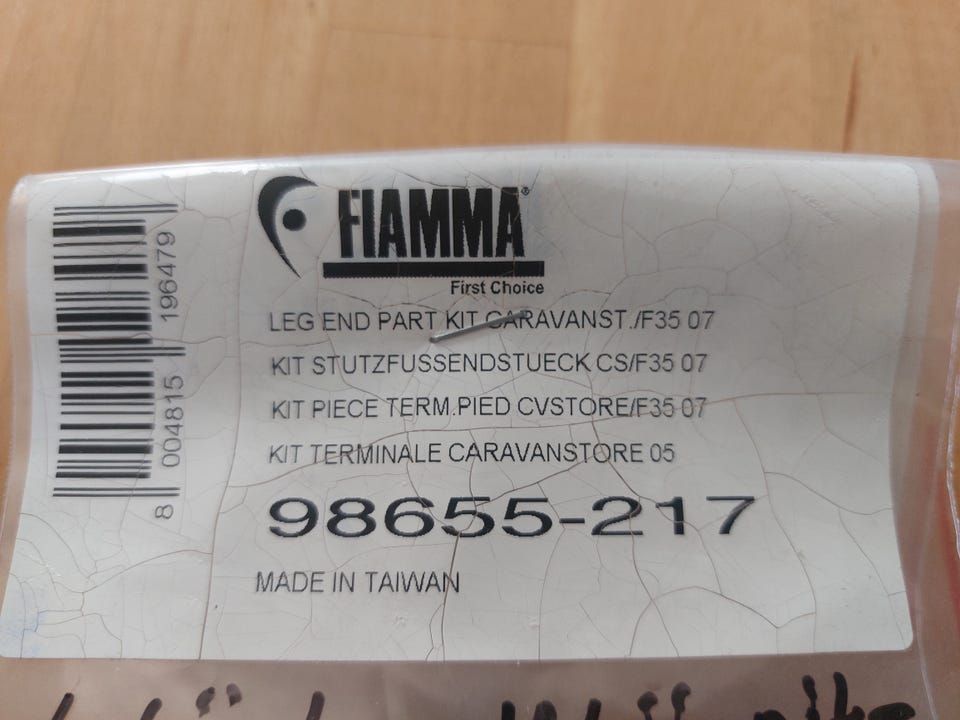 FIAMMA®
First Choice
LEG END PART KIT CARAVANST./F35 07
KIT STUTZFUSSENDSTUECK CS/F35 07
KIT PIECE TERM.PIED CVSTORE/F35 07
KIT TERMINALE CARAVANSTORE 05
98655-217
MADE IN TAIWAN
8 004815 196479